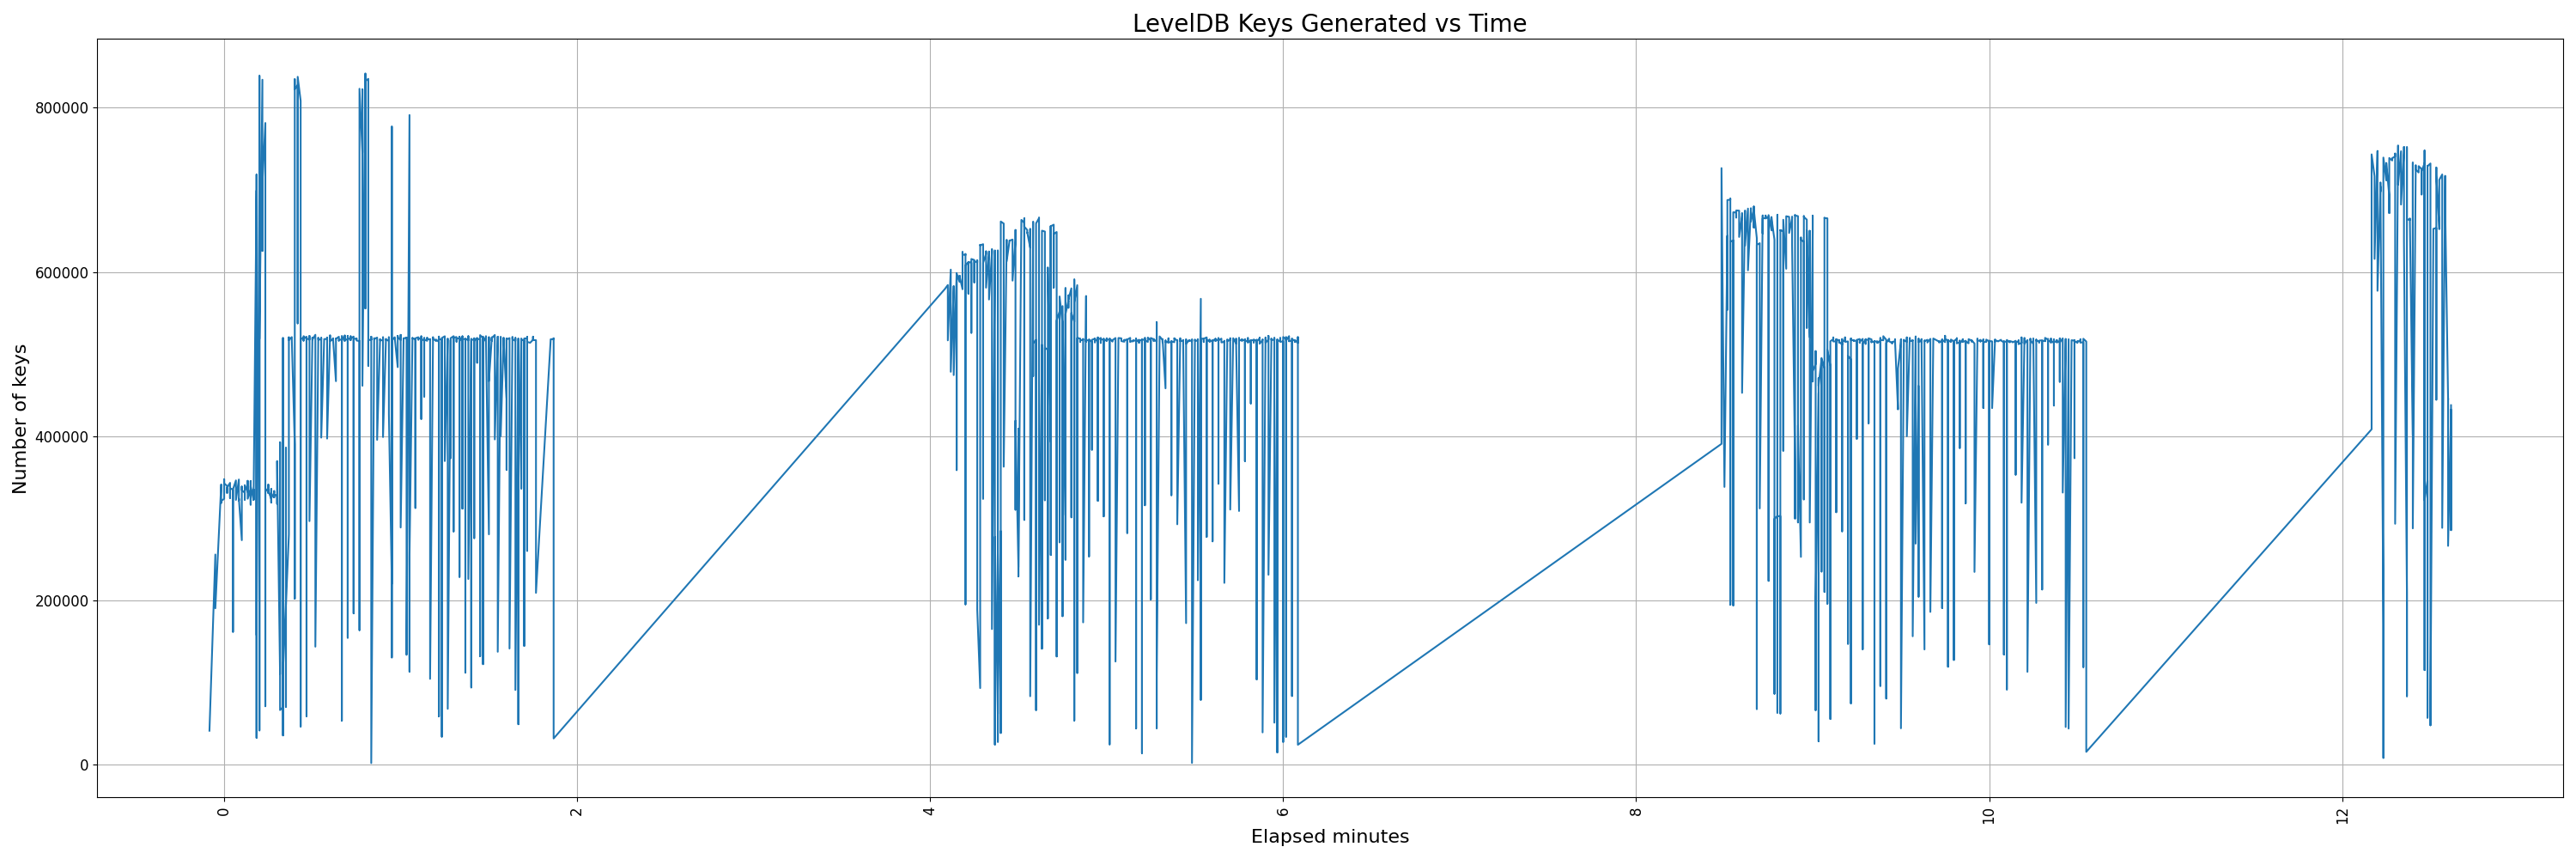 LevelDB Keys Generated vs Time
Number of keys
800000
600000
400000
200000
0
0 2 4 6 8 10 12
Elapsed minutes